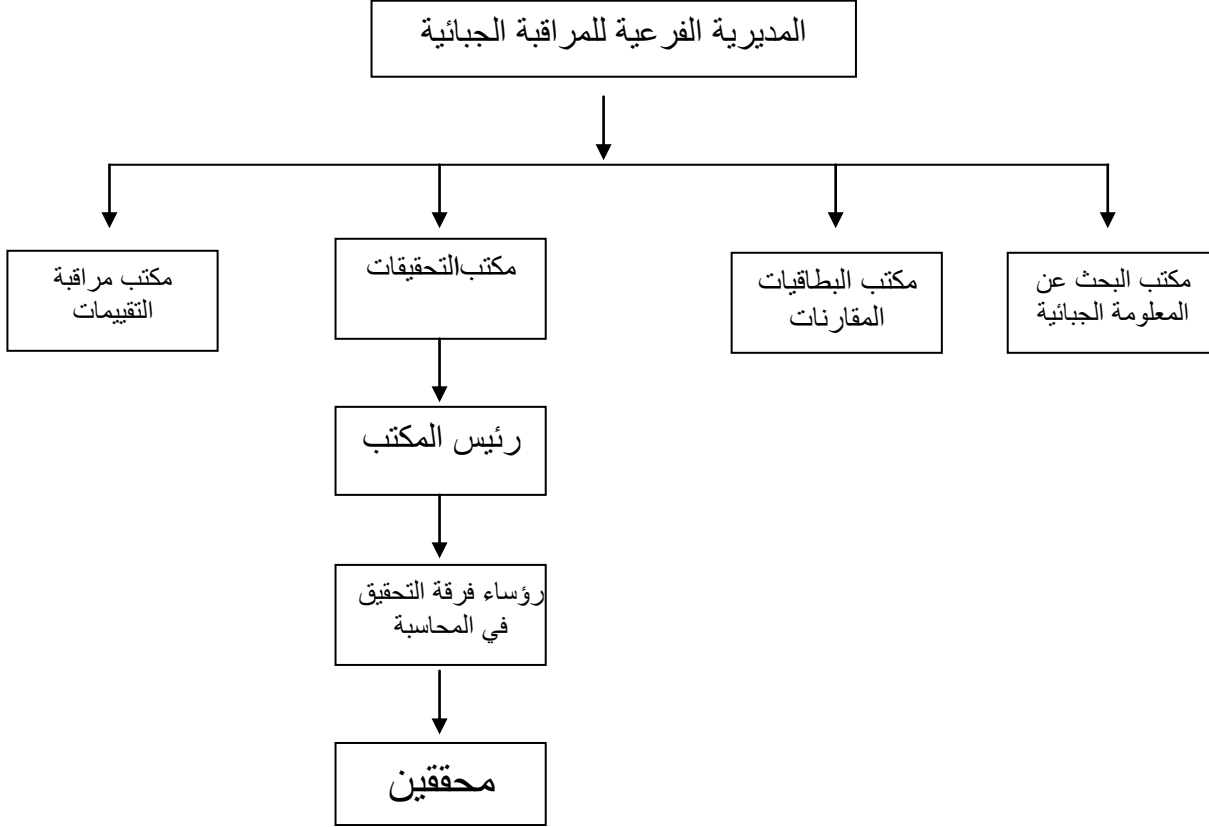 المديرية الفرعية للمراقبة الجبائية
مكتب البحث عن
المعلومة الجبائية
مكتب البطاقيات
المقارنات
مكتبالتحقيقات
مكتب مراقبة
التقييمات
رئيس المكتب
رؤساء فرقة التحقيق
في المحاسبة
محققين